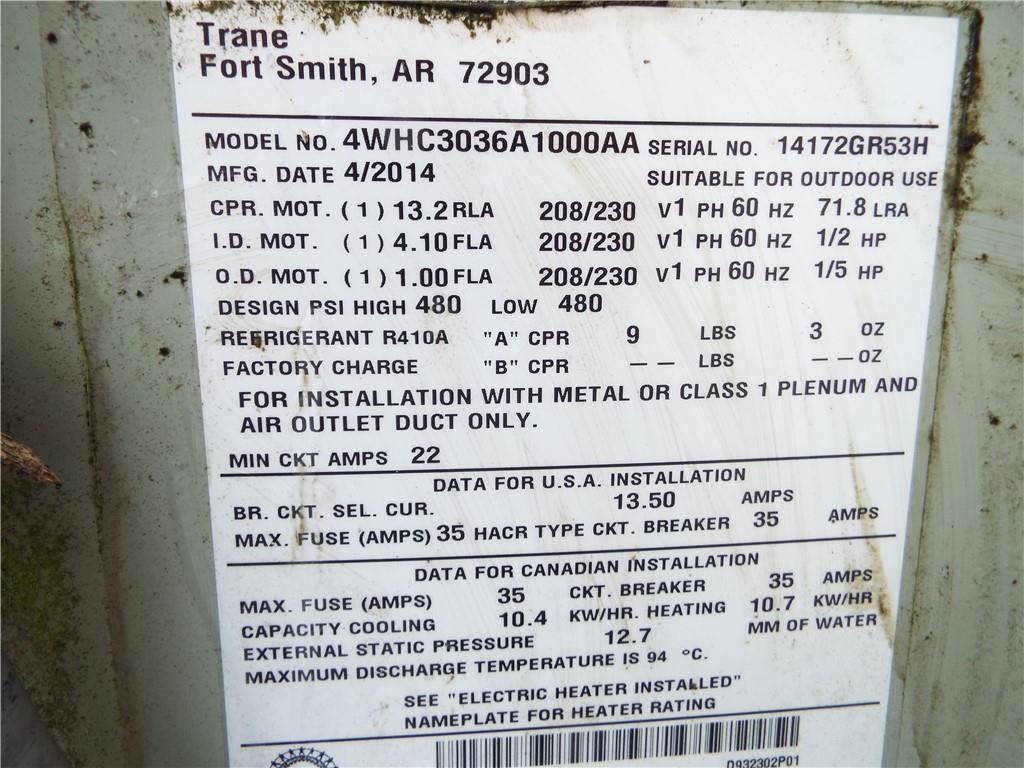 Trane
Fort Smith, AR 72903
MODEL NO. 4WHC3036A1000AA SERIAL NO. 14172GR53H
MFG. DATE 4/2014 SUITABLE FOR OUTDOOR USE
CPR. MOT. (1) 13.2 RLA 208/230 V1 PH 60 HZ 71.8 LRA
I.D. MOT. (1) 4.10 FLA 208/230 V1 PH 60 HZ 1/2 HP
O.D. MOT. (1) 1.00 FLA 208/230 V1 PH 60 HZ 1/5 HP
DESIGN PSI HIGH 480 LOW 480
REFRIGERANT R410A "A" CPR 9 LBS 3 OZ
FACTORY CHARGE "B" CPR -- LBS -- OZ
FOR INSTALLATION WITH METAL OR CLASS 1 PLENUM AND
AIR OUTLET DUCT ONLY.
MIN CKT AMPS 22
DATA FOR U.S.A. INSTALLATION
BR. CKT. SEL. CUR. 13.50 AMPS
MAX. FUSE (AMPS) 35 HACR TYPE CKT. BREAKER 35 AMPS
DATA FOR CANADIAN INSTALLATION
MAX. FUSE (AMPS) 35 CKT. BREAKER 35 AMPS
CAPACITY COOLING 10.4 KW/HR. HEATING 10.7 KW/HR
EXTERNAL STATIC PRESSURE 12.7 MM OF WATER
MAXIMUM DISCHARGE TEMPERATURE IS 94 °C.
SEE "ELECTRIC HEATER INSTALLED"
NAMEPLATE FOR HEATER RATING
D932302P01